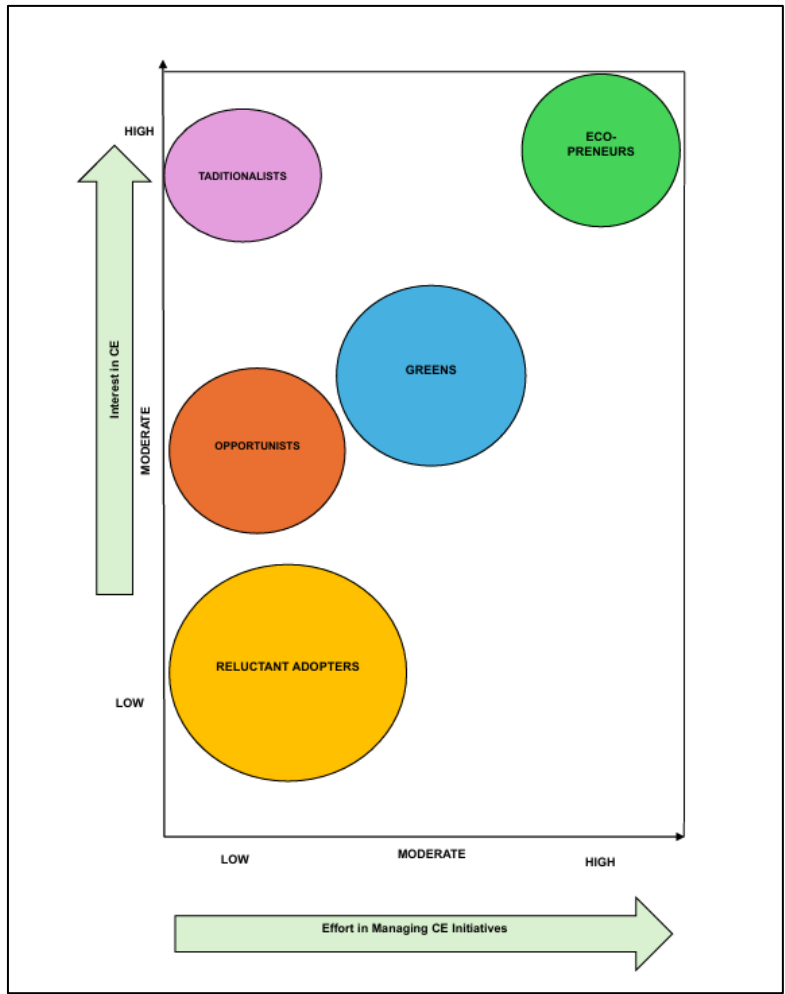 HIGH
ECO-
PRENEURS
TADITIONALISTS
Interest in CE
GREENS
MODERATE
OPPORTUNISTS
RELUCTANT ADOPTERS
LOW
LOW
MODERATE
HIGH
Effort in Managing CE Initiatives